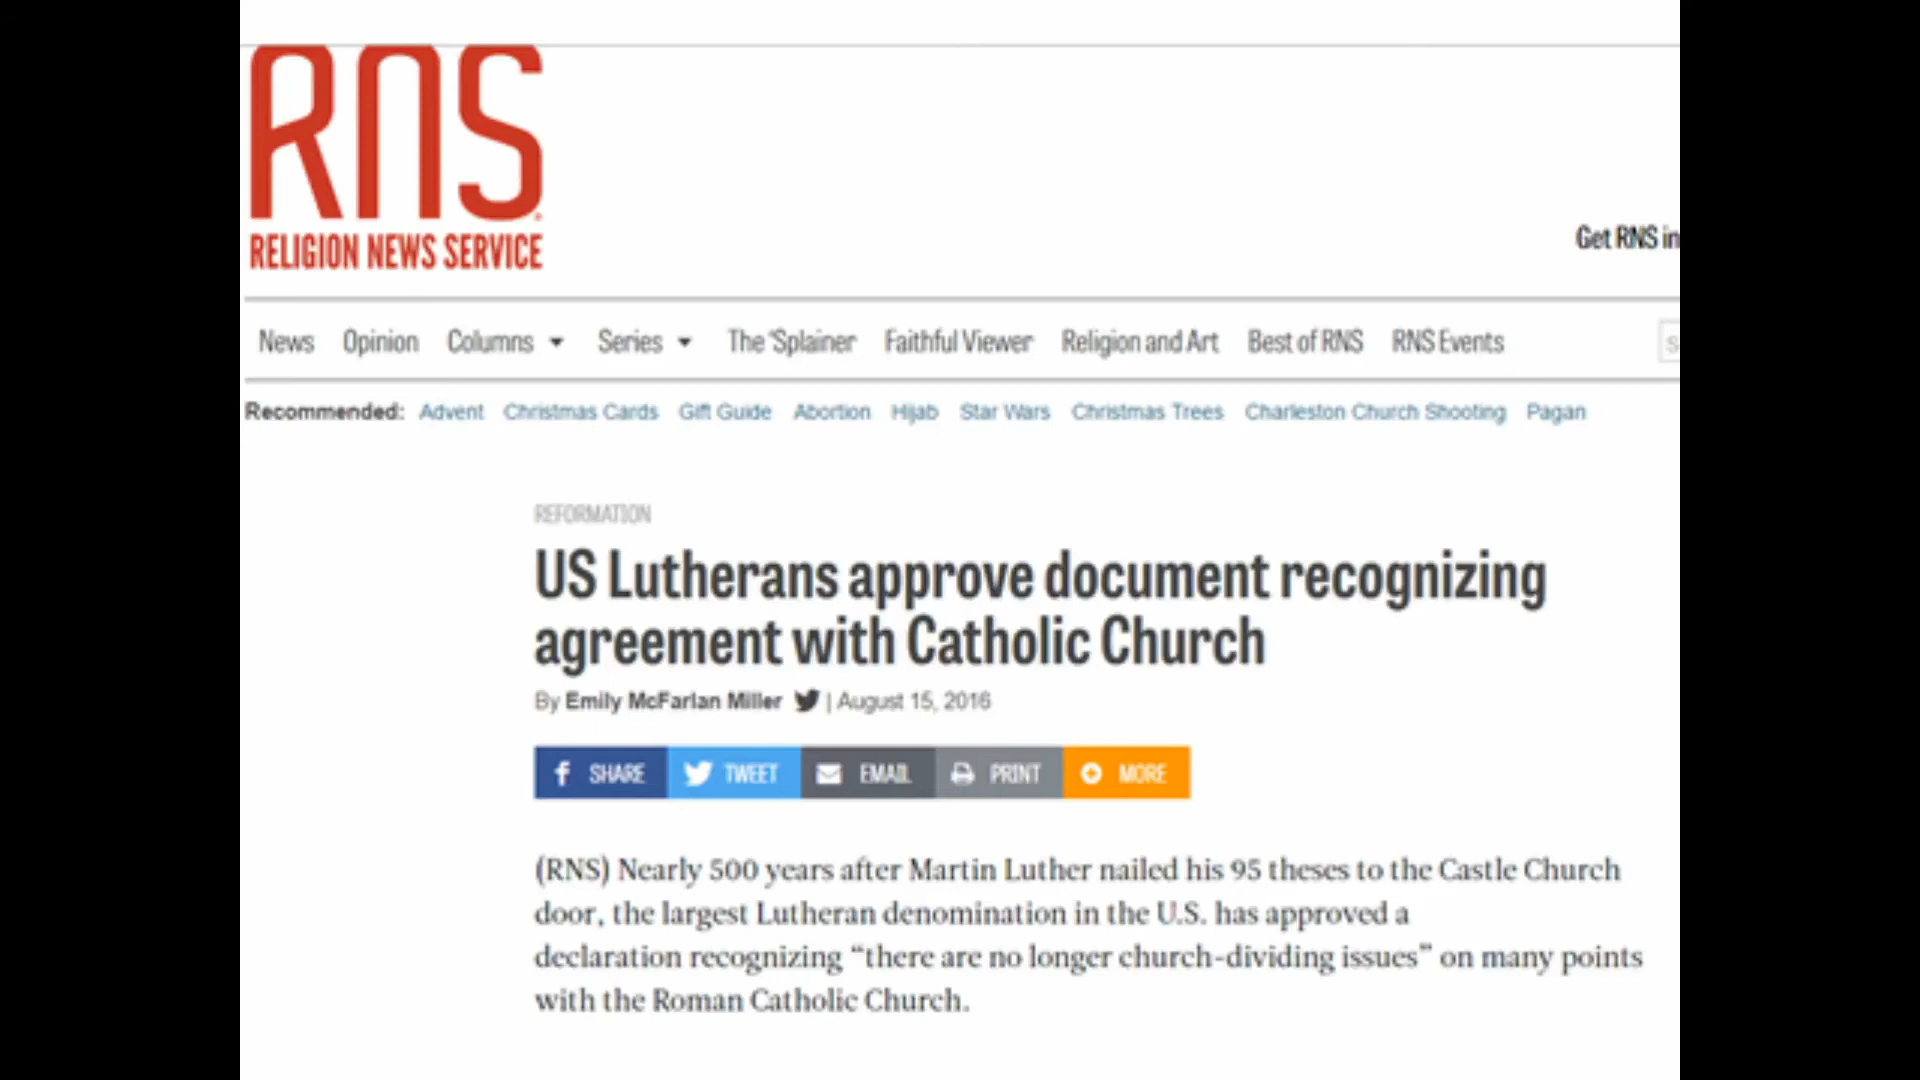 RNS
RELIGION NEWS SERVICE
Get RNS in
News Opinion Columns Series The 'Splainer Faithful Viewer Religion and Art Best of RNS RNS Events
S
Recommended: Advent Christmas Cards Gift Guide Abortion Hijab Star Wars Christmas Trees Charleston Church Shooting Pagan
REFORMATION
US Lutherans approve document recognizing
agreement with Catholic Church
By Emily McFarlan Miller | August 15, 2016
SHARE TWEET EMAIL PRINT MORE
(RNS) Nearly 500 years after Martin Luther nailed his 95 theses to the Castle Church
door, the largest Lutheran denomination in the U.S. has approved a
declaration recognizing “there are no longer church-dividing issues” on many points
with the Roman Catholic Church.